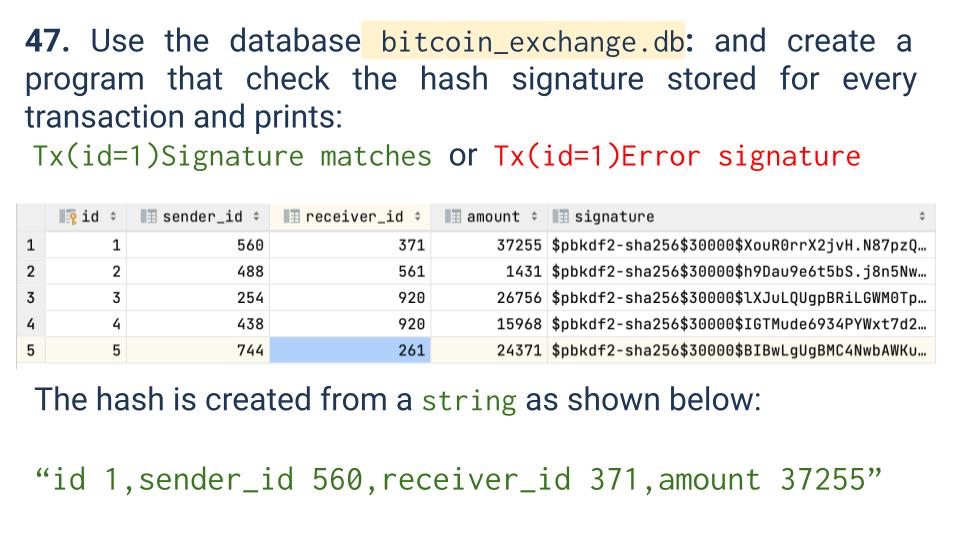 47. Use the database bitcoin_exchange.db: and create a
program that check the hash signature stored for every
transaction and prints:
Tx(id=1)Signature matches or Tx(id=1)Error signature
id sender_id receiver_id amount signature
1 1 560 371 37255 $pbkdf2-sha256$30000$XouR0rrX2jvH.N87pzQ…
2 2 488 561 1431 $pbkdf2-sha256$30000$h9Dau9e6t5bS.j8n5Nw…
3 3 254 920 26756 $pbkdf2-sha256$30000$lXJuLQUgpBRiLGWM0Tp…
4 4 438 920 15968 $pbkdf2-sha256$30000$IGTMude6934PYWxt7d2…
5 5 744 261 24371 $pbkdf2-sha256$30000$BIBwLgUgBMC4NwbAWKu…
The hash is created from a string as shown below:
“id 1,sender_id 560,receiver_id 371,amount 37255”